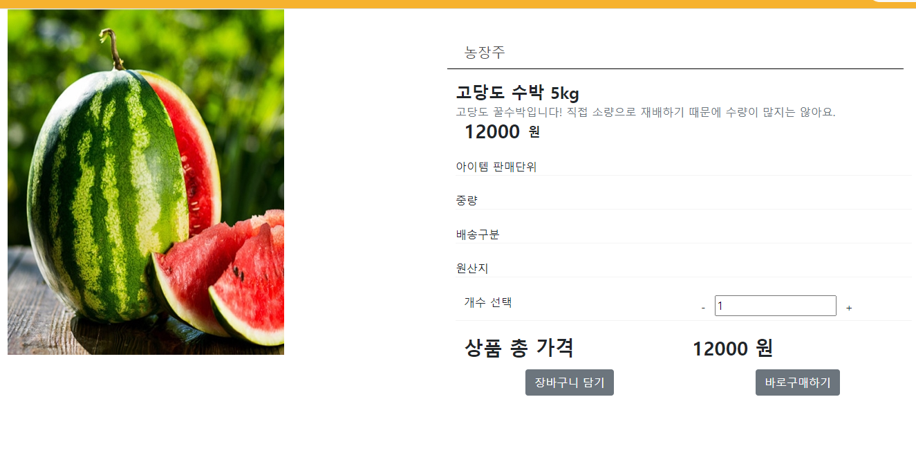 농장주
고당도 수박 5kg
고당도 꿀수박입니다! 직접 소량으로 재배하기 때문에 수량이 많지는 않아요.
12000 원
아이템 판매단위
중량
배송구분
원산지
개수 선택 - 1 +
상품 총 가격 12000 원
장바구니 담기 바로구매하기